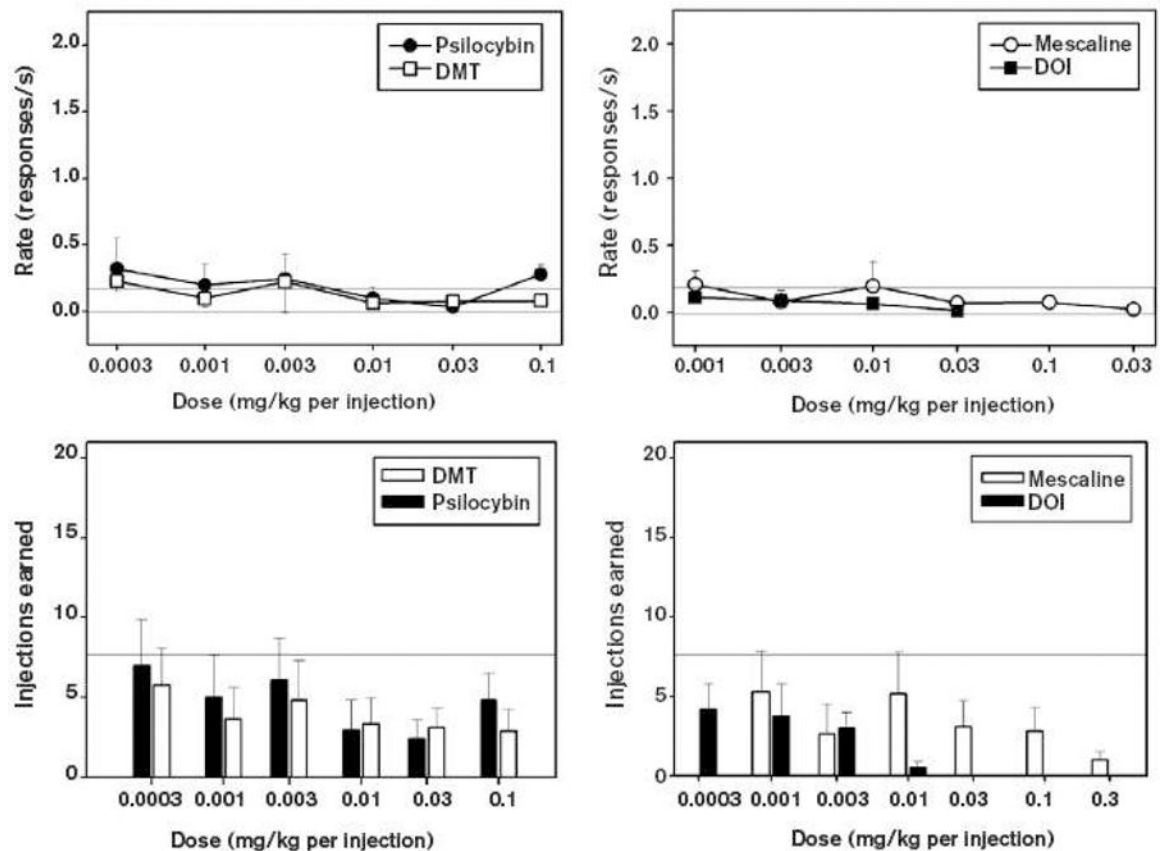 Rate (responses/s)
2.0
1.5
1.0
0.5
0.0
Psilocybin
DMT
0.0003 0.001 0.003 0.01 0.03 0.1
Dose (mg/kg per injection)
Rate (responses/s)
2.0
1.5
1.0
0.5
0.0
Mescaline
DOI
0.001 0.003 0.01 0.03 0.1 0.03
Dose (mg/kg per injection)
Injections earned
20
15
10
5
0
DMT
Psilocybin
0.0003 0.001 0.003 0.01 0.03 0.1
Dose (mg/kg per injection)
Injections earned
20
15
10
5
0
Mescaline
DOI
0.0003 0.001 0.003 0.01 0.03 0.1 0.3
Dose (mg/kg per injection)